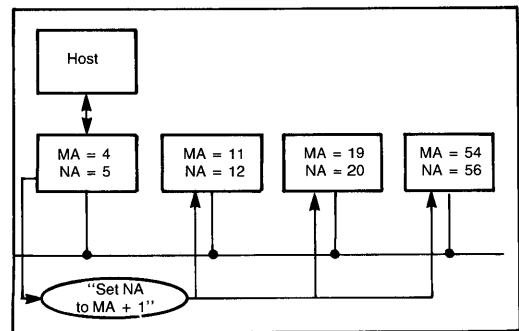 Host
MA = 4
NA = 5
MA = 11
NA = 12
MA = 19
NA = 20
MA = 54
NA = 56
“Set NA
to MA + 1”